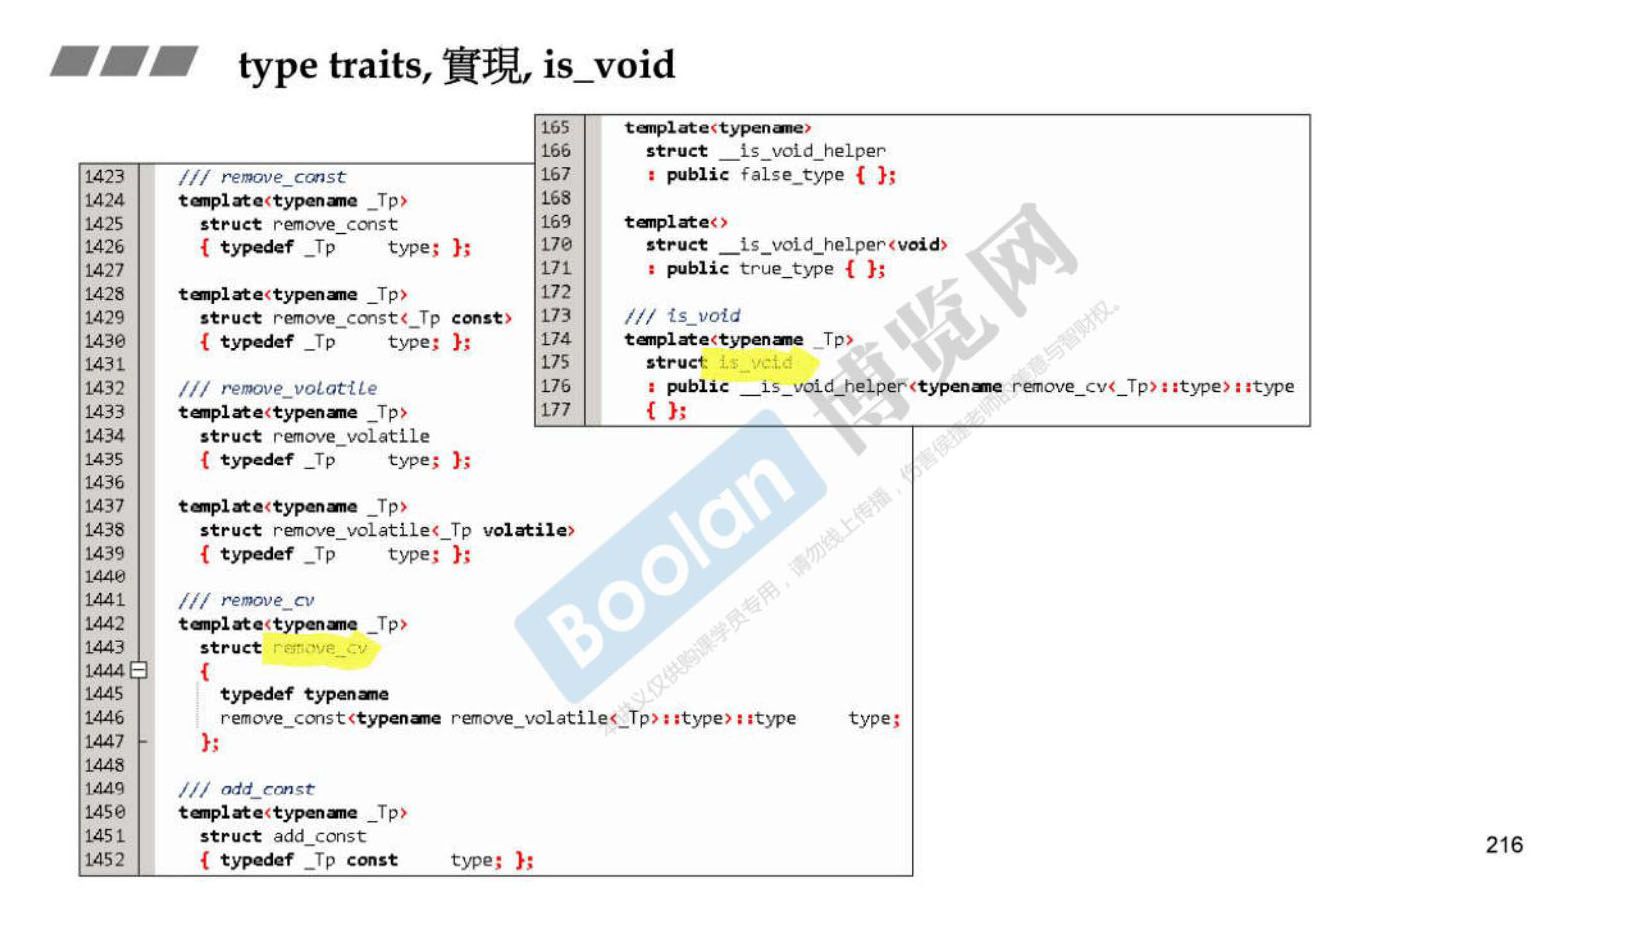 type traits, 實現, is_void
165 template<typename>
166 struct __is_void_helper
167 : public false_type { };
168
169 template<>
170 struct __is_void_helper<void>
171 : public true_type { };
172
173 /// is_void
174 template<typename _Tp>
175 struct is_void
176 : public __is_void_helper<typename remove_cv<_Tp>::type>::type
177 { };
1423 /// remove_const
1424 template<typename _Tp>
1425 struct remove_const
1426 { typedef _Tp type; };
1427
1428 template<typename _Tp>
1429 struct remove_const<_Tp const>
1430 { typedef _Tp type; };
1431
1432 /// remove_volatile
1433 template<typename _Tp>
1434 struct remove_volatile
1435 { typedef _Tp type; };
1436
1437 template<typename _Tp>
1438 struct remove_volatile<_Tp volatile>
1439 { typedef _Tp type; };
1440
1441 /// remove_cv
1442 template<typename _Tp>
1443 struct remove_cv
1444 {
1445 typedef typename
1446 remove_const<typename remove_volatile<_Tp>::type>::type type;
1447 };
1448
1449 /// add_const
1450 template<typename _Tp>
1451 struct add_const
1452 { typedef _Tp const type; };
Boolan 博览网
本讲义仅供购课学员专用，请勿线上传播，伤害侯捷老师的美意与智财权。
216